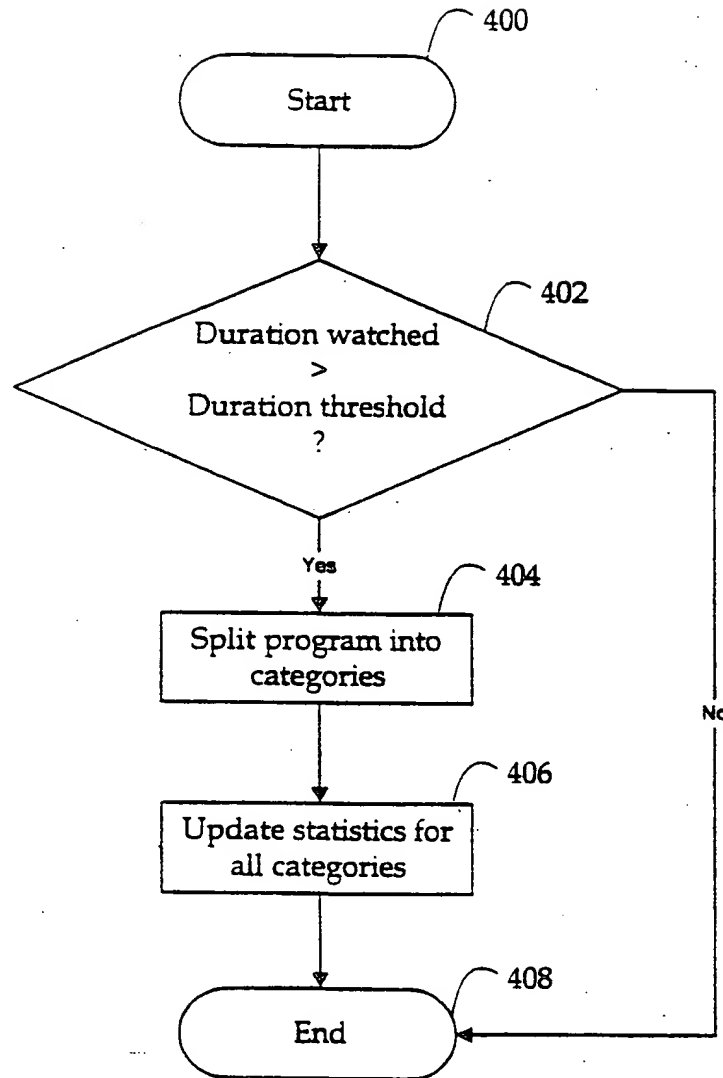 400
Start
402
Duration watched
>
Duration threshold
?
Yes
404
Split program into
categories
No
406
Update statistics for
all categories
408
End